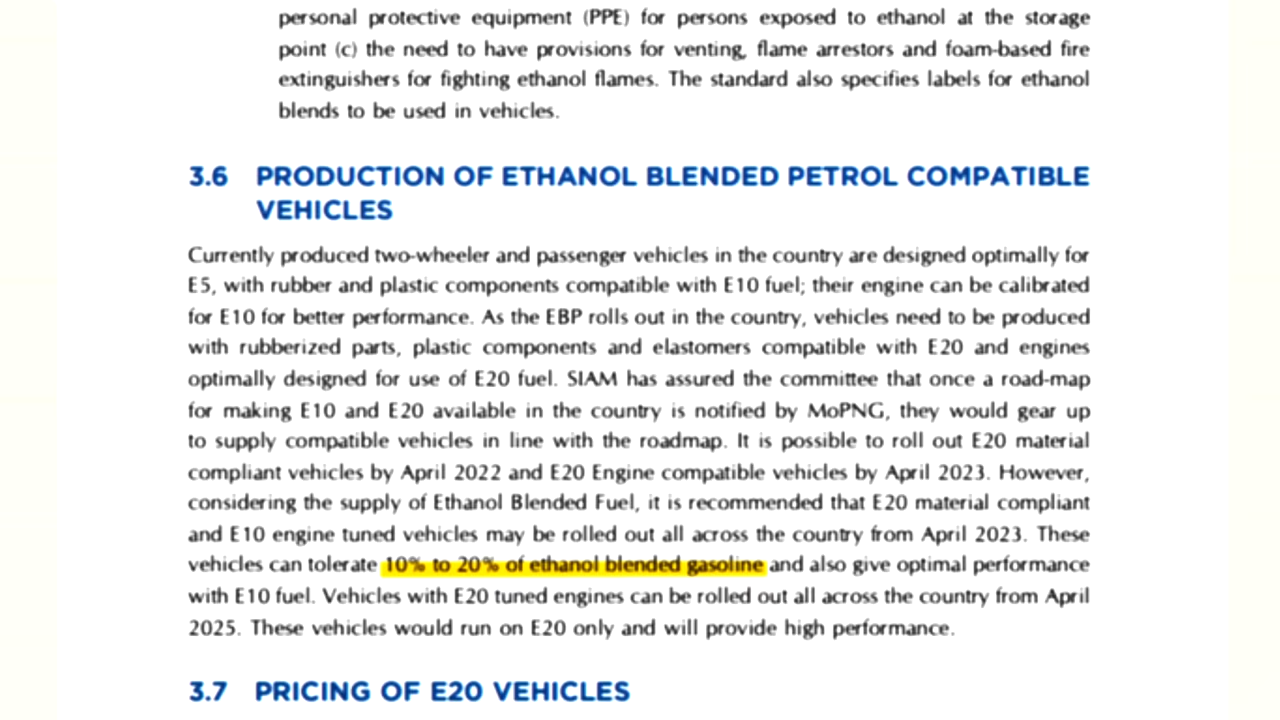 personal protective equipment (PPE) for persons exposed to ethanol at the storage
point (c) the need to have provisions for venting, flame arrestors and foam-based fire
extinguishers for fighting ethanol flames. The standard also specifies labels for ethanol
blends to be used in vehicles.
3.6 PRODUCTION OF ETHANOL BLENDED PETROL COMPATIBLE
VEHICLES
Currently produced two-wheeler and passenger vehicles in the country are designed optimally for
E5, with rubber and plastic components compatible with E10 fuel; their engine can be calibrated
for E10 for better performance. As the EBP rolls out in the country, vehicles need to be produced
with rubberized parts, plastic components and elastomers compatible with E20 and engines
optimally designed for use of E20 fuel. SIAM has assured the committee that once a road-map
for making E10 and E20 available in the country is notified by MoPNG, they would gear up
to supply compatible vehicles in line with the roadmap. It is possible to roll out E20 material
compliant vehicles by April 2022 and E20 Engine compatible vehicles by April 2023. However,
considering the supply of Ethanol Blended Fuel, it is recommended that E20 material compliant
and E10 engine tuned vehicles may be rolled out all across the country from April 2023. These
vehicles can tolerate 10% to 20% of ethanol blended gasoline and also give optimal performance
with E10 fuel. Vehicles with E20 tuned engines can be rolled out all across the country from April
2025. These vehicles would run on E20 only and will provide high performance.
3.7 PRICING OF E20 VEHICLES